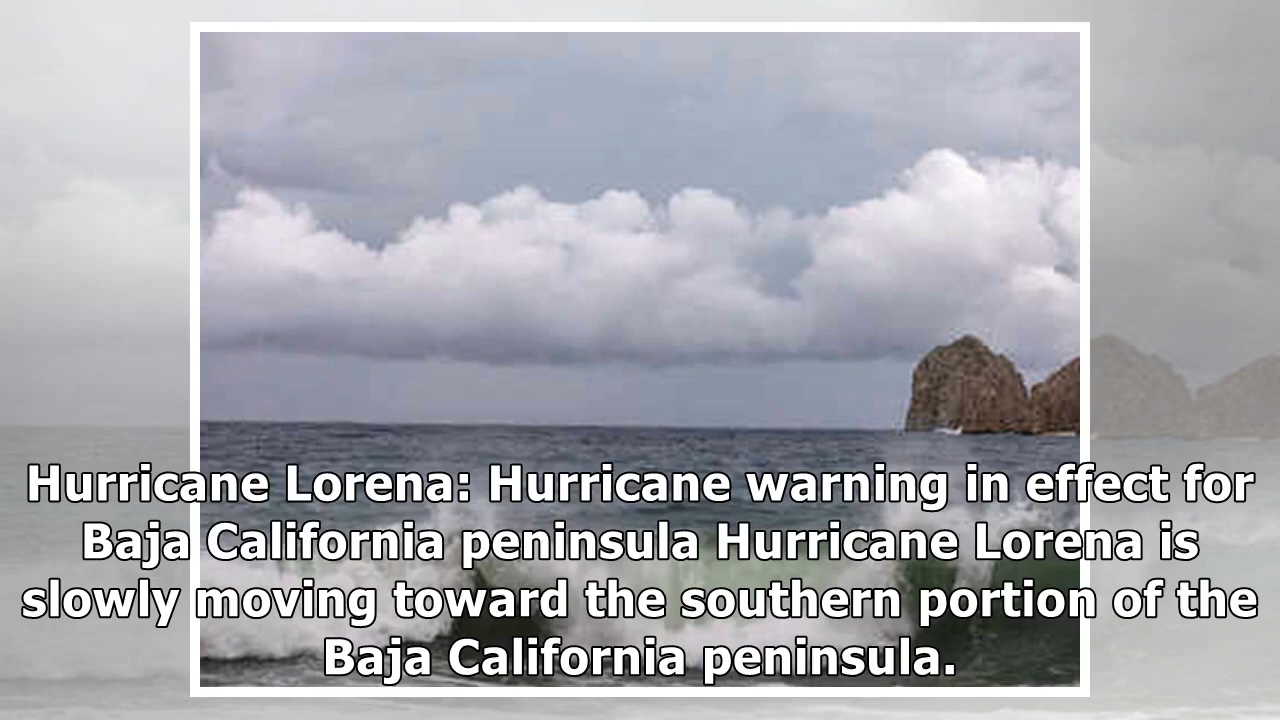 Hurricane Lorena: Hurricane warning in effect for
Baja California peninsula Hurricane Lorena is
slowly moving toward the southern portion of the
Baja California peninsula.